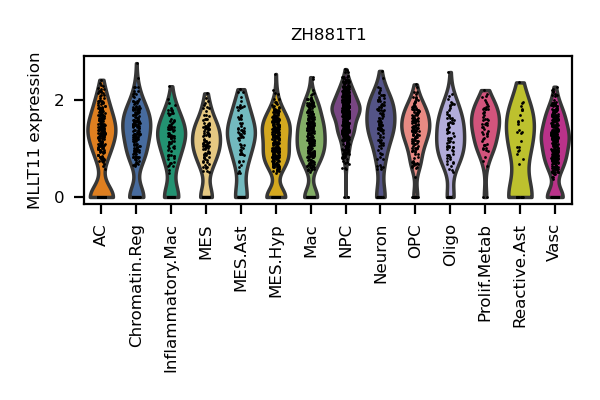 ZH881T1
MLLT11 expression
2
0
AC
Chromatin.Reg
Inflammatory.Mac
MES
MES.Ast
MES.Hyp
Mac
NPC
Neuron
OPC
Oligo
Prolif.Metab
Reactive.Ast
Vasc